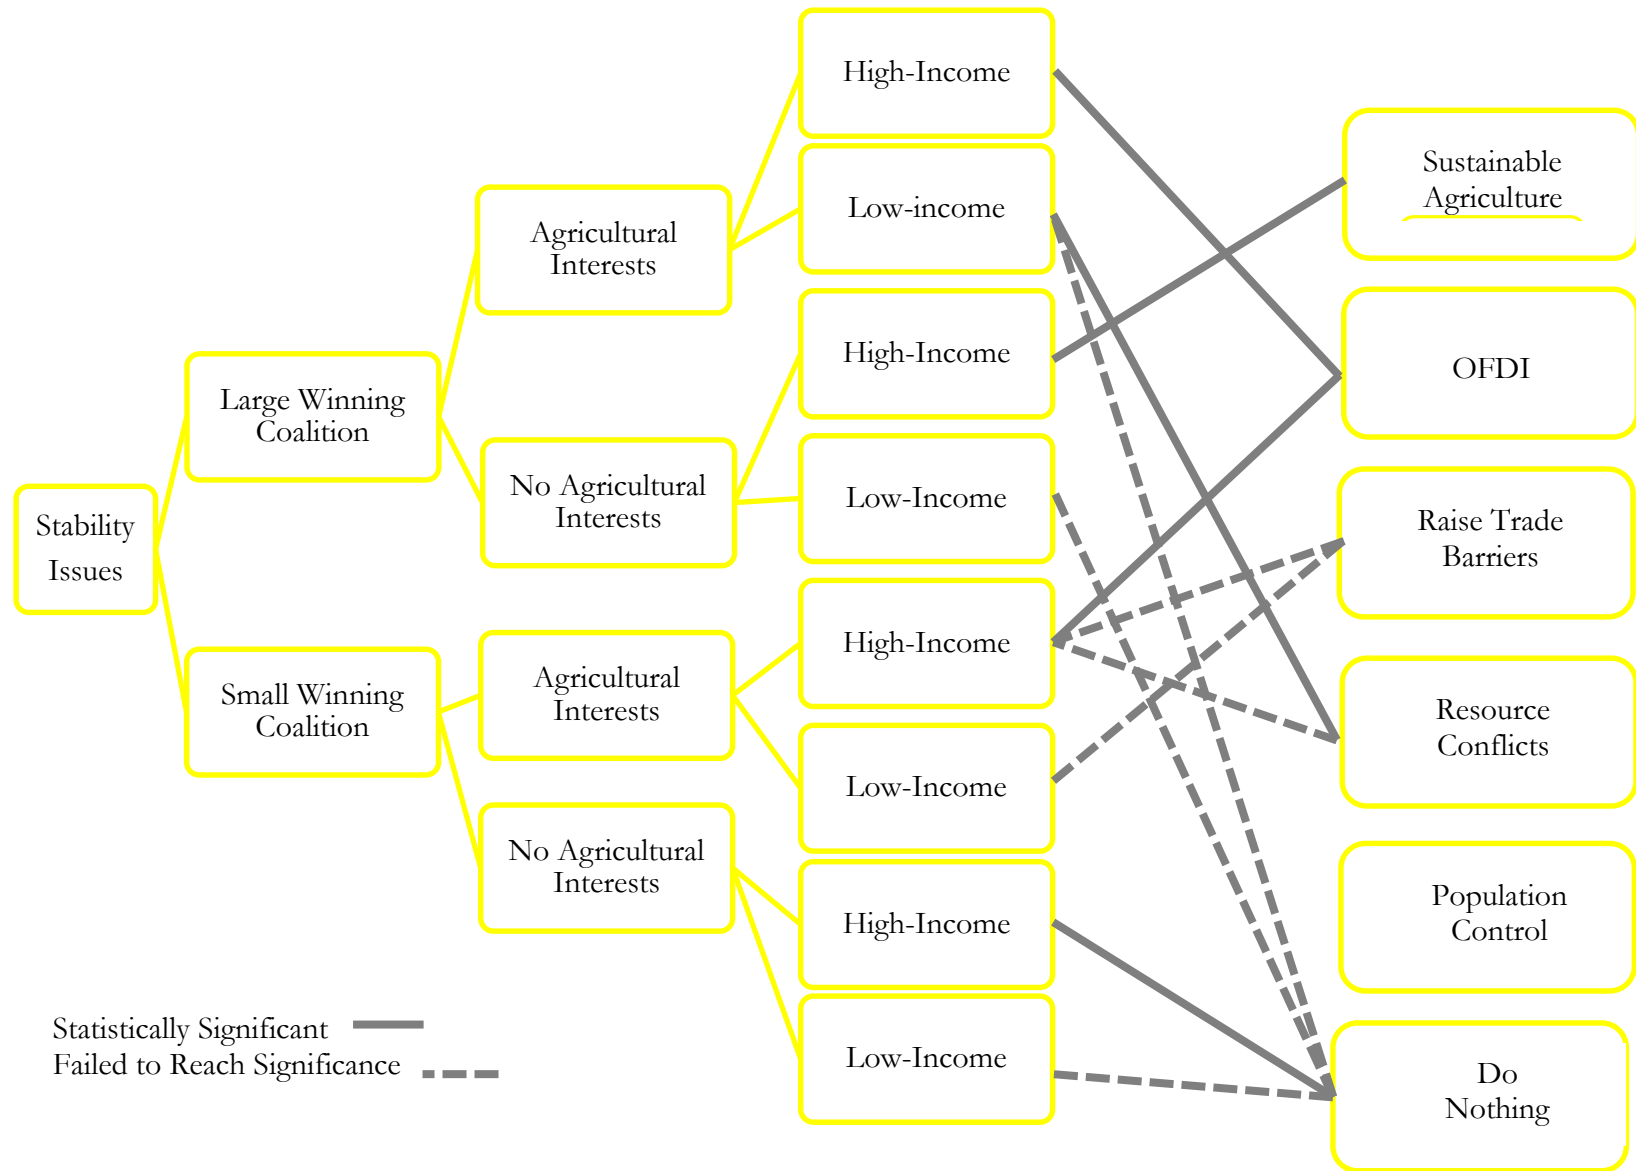 Stability
Issues
Large Winning
Coalition
Small Winning
Coalition
Agricultural
Interests
No Agricultural
Interests
Agricultural
Interests
No Agricultural
Interests
High-Income
Low-income
High-Income
Low-Income
High-Income
Low-Income
High-Income
Low-Income
Sustainable
Agriculture
OFDI
Raise Trade
Barriers
Resource
Conflicts
Population
Control
Do
Nothing
Statistically Significant
Failed to Reach Significance